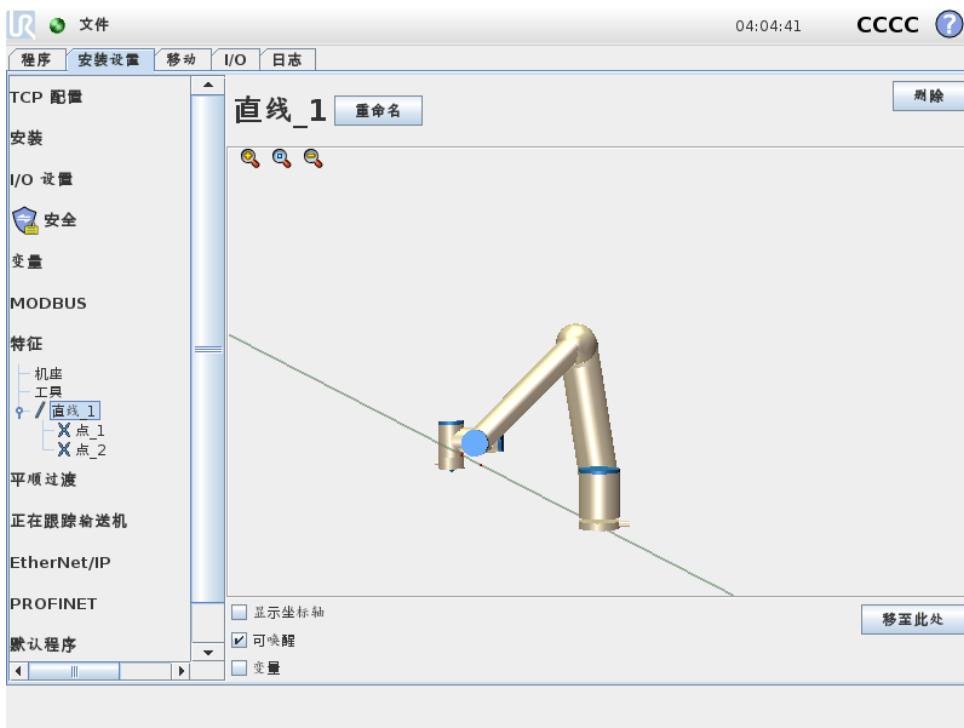 UR 文件 04:04:41 CCCC ?
程序 安装设置 移动 I/O 日志
TCP 配置
安装
I/O 设置
安全
变量
MODBUS
特征
机座
工具
直线_1
点_1
点_2
平顺过渡
正在跟踪输送机
EtherNet/IP
PROFINET
默认程序
直线_1 重命名 删除
显示坐标轴
可唤醒
变量
移至此处